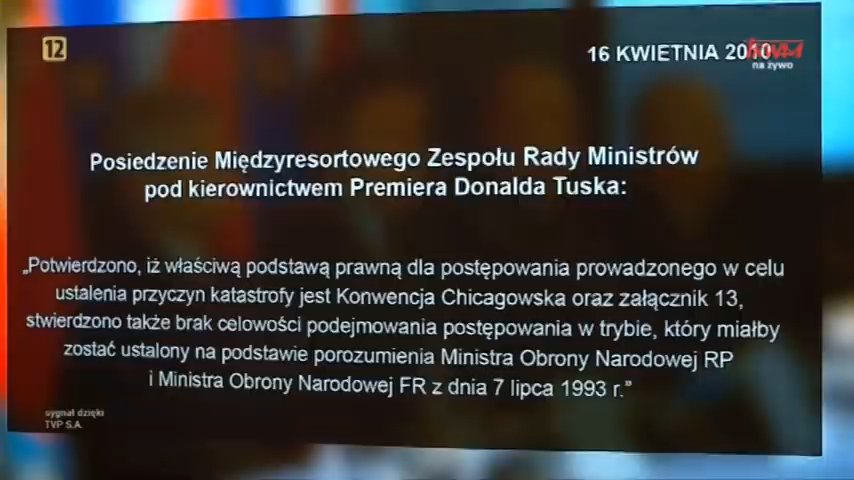 12
16 KWIETNIA 2010
na żywo
Posiedzenie Międzyresortowego Zespołu Rady Ministrów
pod kierownictwem Premiera Donalda Tuska:
„Potwierdzono, iż właściwą podstawą prawną dla postępowania prowadzonego w celu
ustalenia przyczyn katastrofy jest Konwencja Chicagowska oraz załącznik 13,
stwierdzono także brak celowości podejmowania postępowania w trybie, który miałby
zostać ustalony na podstawie porozumienia Ministra Obrony Narodowej RP
i Ministra Obrony Narodowej FR z dnia 7 lipca 1993 r.”
sygnał dzięki
TVP S.A.